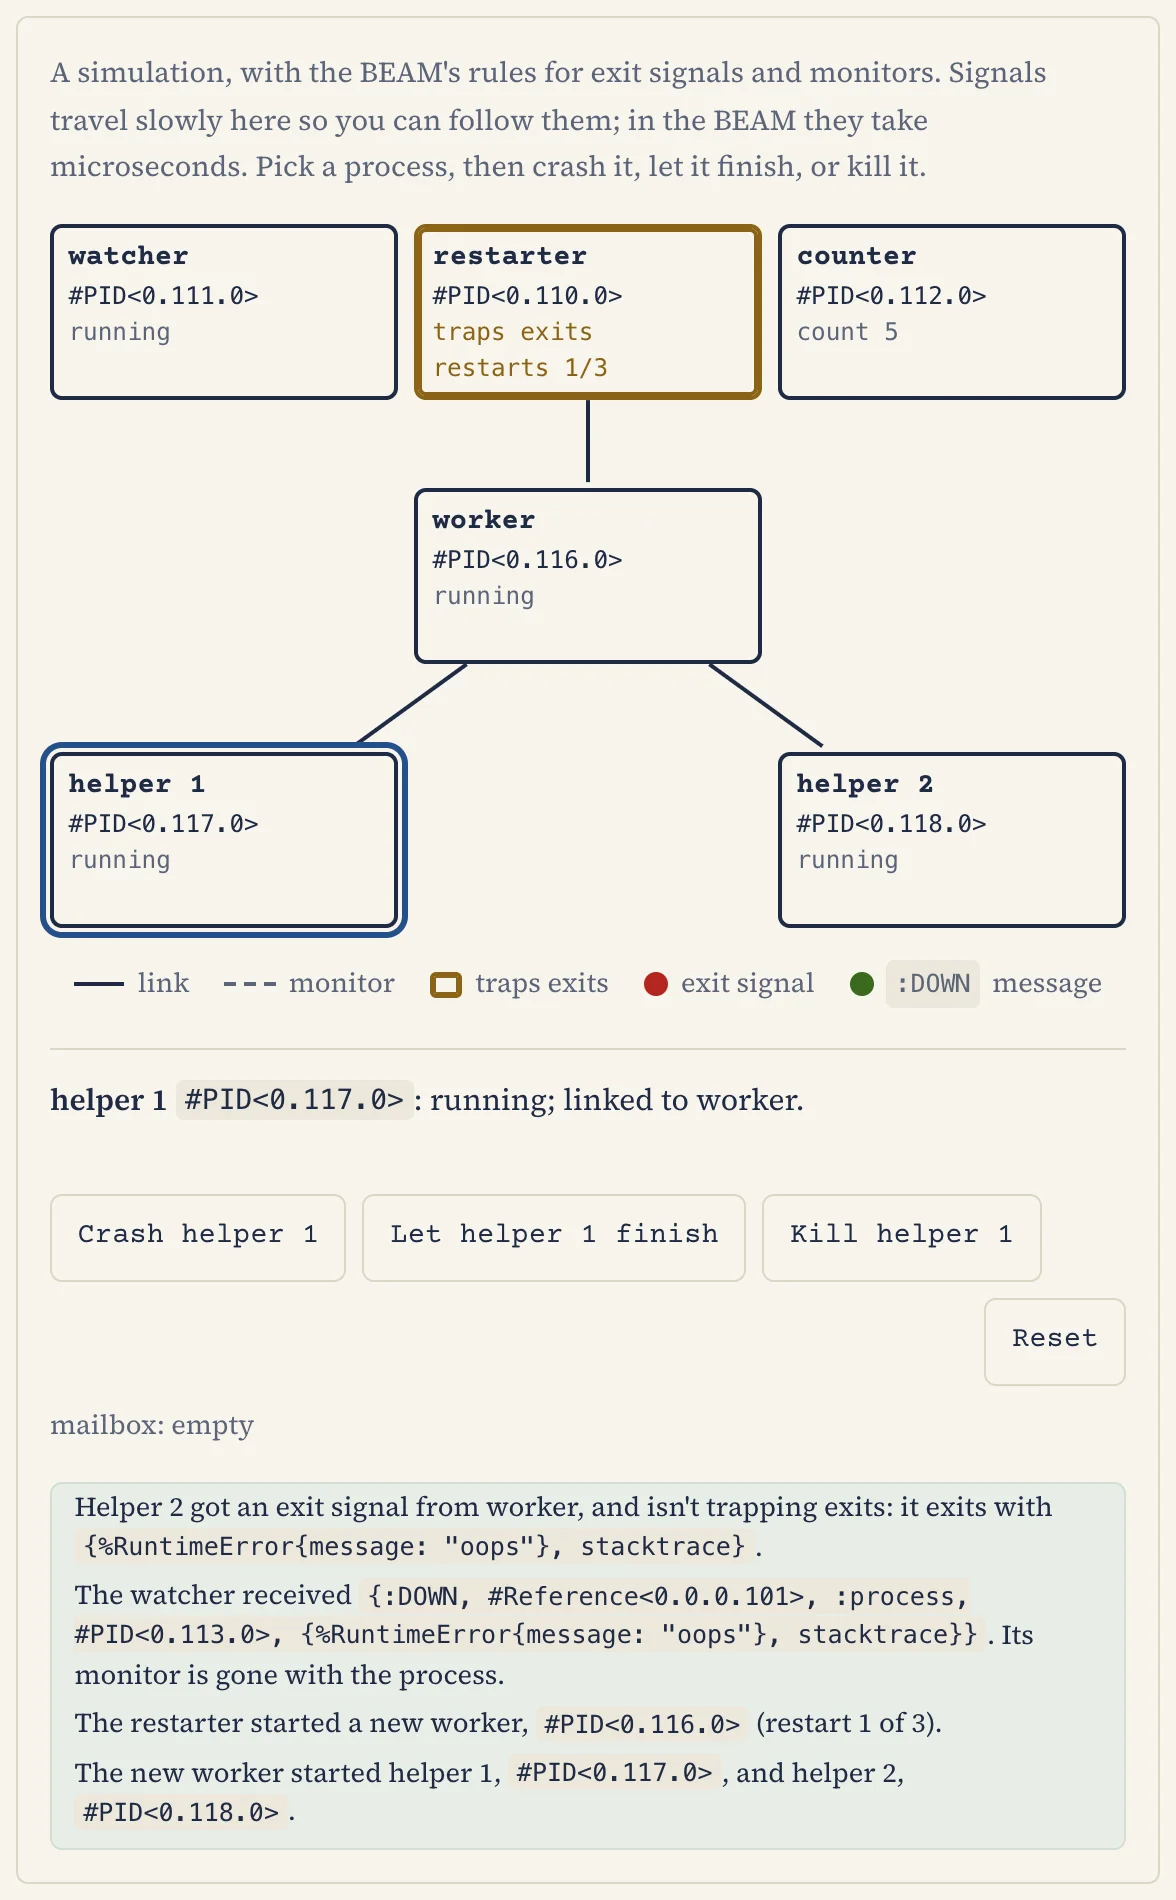 A simulation, with the BEAM's rules for exit signals and monitors. Signals
travel slowly here so you can follow them; in the BEAM they take
microseconds. Pick a process, then crash it, let it finish, or kill it.
watcher
#PID<0.111.0>
running
restarter
#PID<0.110.0>
traps exits
restarts 1/3
counter
#PID<0.112.0>
count 5
worker
#PID<0.116.0>
running
helper 1
#PID<0.117.0>
running
helper 2
#PID<0.118.0>
running
link monitor traps exits exit signal :DOWN message
helper 1 #PID<0.117.0>: running; linked to worker.
Crash helper 1
Let helper 1 finish
Kill helper 1
Reset
mailbox: empty
Helper 2 got an exit signal from worker, and isn't trapping exits: it exits with
{%RuntimeError{message: "oops"}, stacktrace}.
The watcher received {:DOWN, #Reference<0.0.0.101>, :process,
#PID<0.113.0>, {%RuntimeError{message: "oops"}, stacktrace}}. Its
monitor is gone with the process.
The restarter started a new worker, #PID<0.116.0> (restart 1 of 3).
The new worker started helper 1, #PID<0.117.0>, and helper 2,
#PID<0.118.0>.